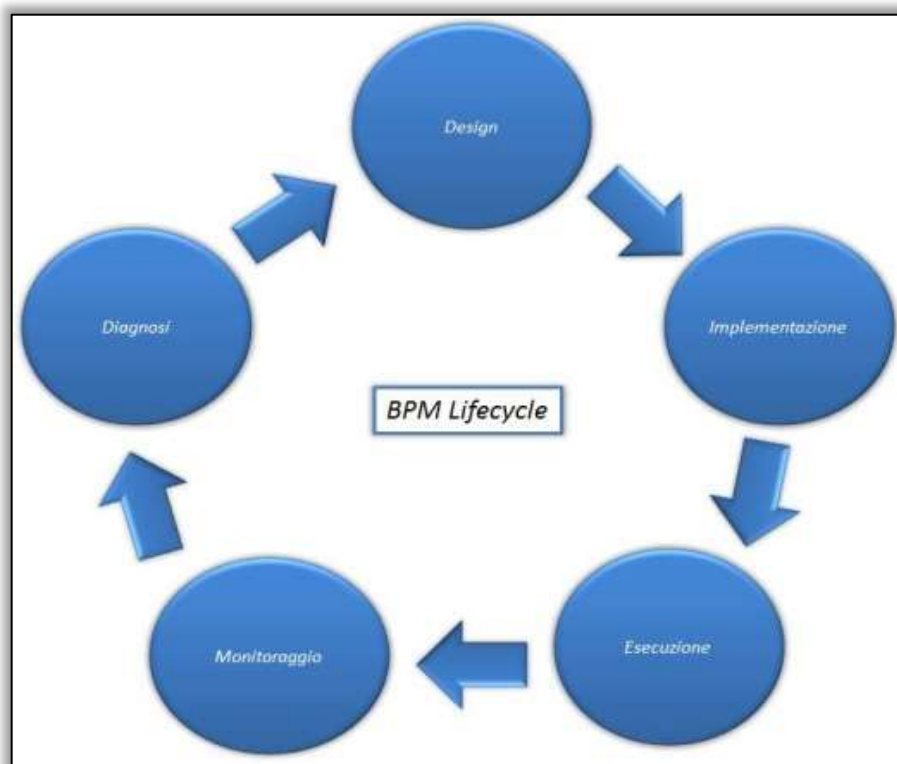 Design
Diagnosi
Implementazione
BPM Lifecycle
Monitoraggio
Esecuzione